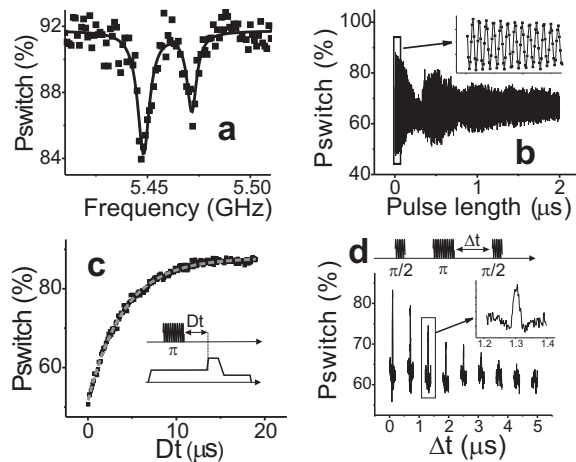 a
92
88
84
Pswitch (%)
5.45
5.50
Frequency (GHz)
100
80
60
40
Pswitch (%)
b
0
1
2
Pulse length (μs)
c
80
60
Pswitch (%)
Dt
π
0
10
20
Dt (μs)
d
Δt
π/2
π
π/2
80
70
60
Pswitch (%)
1.2
1.3
1.4
0
1
2
3
4
5
Δt (μs)